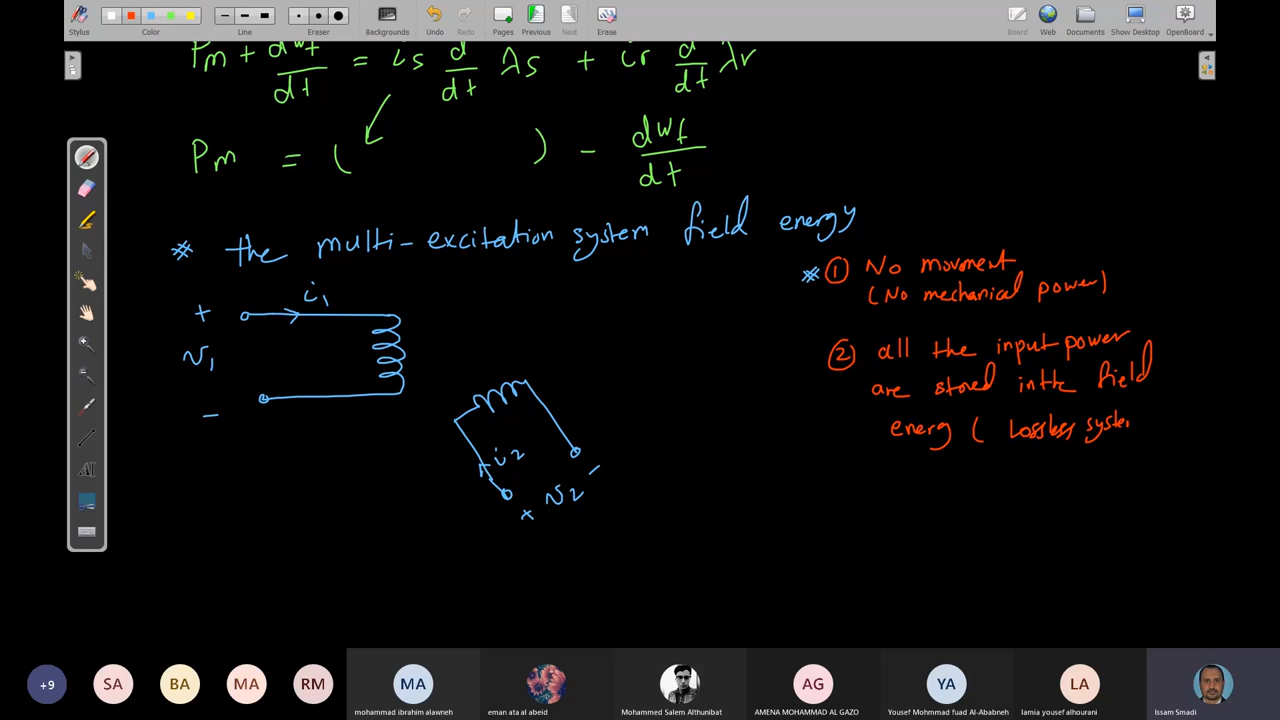 Stylus
Color
Eraser
Backgrounds
Undo
Redo
Pages
Previous
Next
Erase
Board
Web
Documents
Show Desktop
OpenBoard
Pm + dwf/dt = is d/dt λs + ir d/dt λr
Pm = ( ) - dwf/dt
* the multi-excitation system field energy
* ① No movment
(No mechanical power)
② all the input power
are stored in the field
energy ( Lossless system
+ i1
v1
-
i2
+ v2 -
+9
SA
BA
MA
RM
MA
AG
YA
LA
mohammad ibrahim alawneh
eman ata al abeid
Mohammed Salem Althunibat
AMENA MOHAMMAD AL GAZO
Yousef Mohmmad fuad Al-Ababneh
lamia yousef alhourani
Issam Smadi